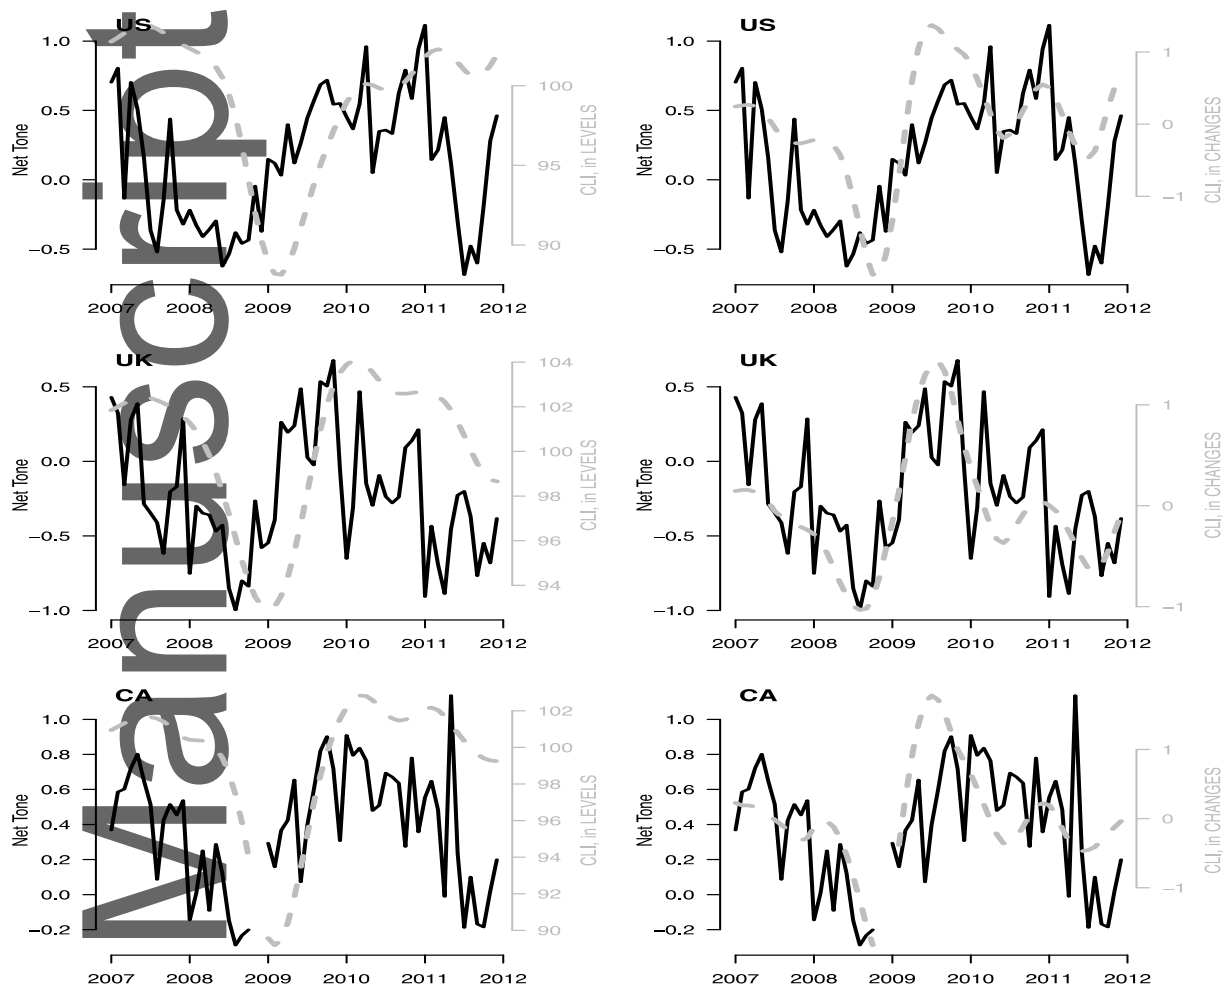 Manuscript
US
1.0
0.5
0.0
−0.5
Net Tone
100
95
90
CLI, in LEVELS
2007 2008 2009 2010 2011 2012
US
1.0
0.5
0.0
−0.5
Net Tone
1
0
−1
CLI, in CHANGES
2007 2008 2009 2010 2011 2012
UK
0.5
0.0
−0.5
−1.0
Net Tone
104
102
100
98
96
94
CLI, in LEVELS
2007 2008 2009 2010 2011 2012
UK
0.5
0.0
−0.5
−1.0
Net Tone
1
0
−1
CLI, in CHANGES
2007 2008 2009 2010 2011 2012
CA
1.0
0.8
0.6
0.4
0.2
0.0
−0.2
Net Tone
102
100
98
96
94
92
90
CLI, in LEVELS
2007 2008 2009 2010 2011 2012
CA
1.0
0.8
0.6
0.4
0.2
0.0
−0.2
Net Tone
1
0
−1
CLI, in CHANGES
2007 2008 2009 2010 2011 2012